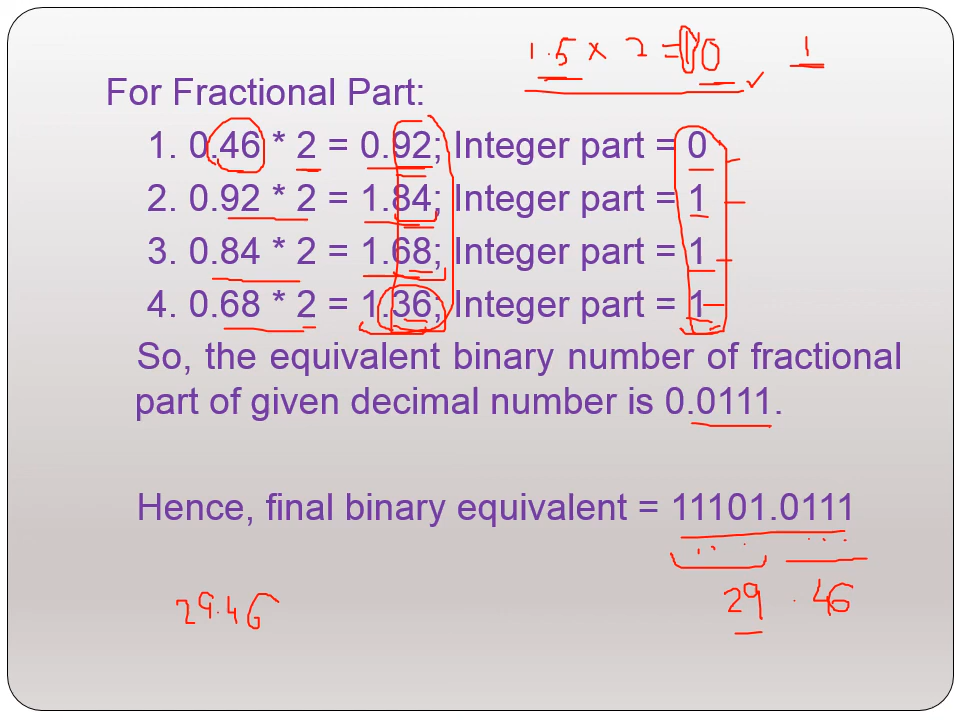 1.5 × 2 = 0 1
For Fractional Part:
1. 0.46 * 2 = 0.92; Integer part = 0
2. 0.92 * 2 = 1.84; Integer part = 1
3. 0.84 * 2 = 1.68; Integer part = 1
4. 0.68 * 2 = 1.36; Integer part = 1
So, the equivalent binary number of fractional
part of given decimal number is 0.0111.
Hence, final binary equivalent = 11101.0111
29 . 46
29.46